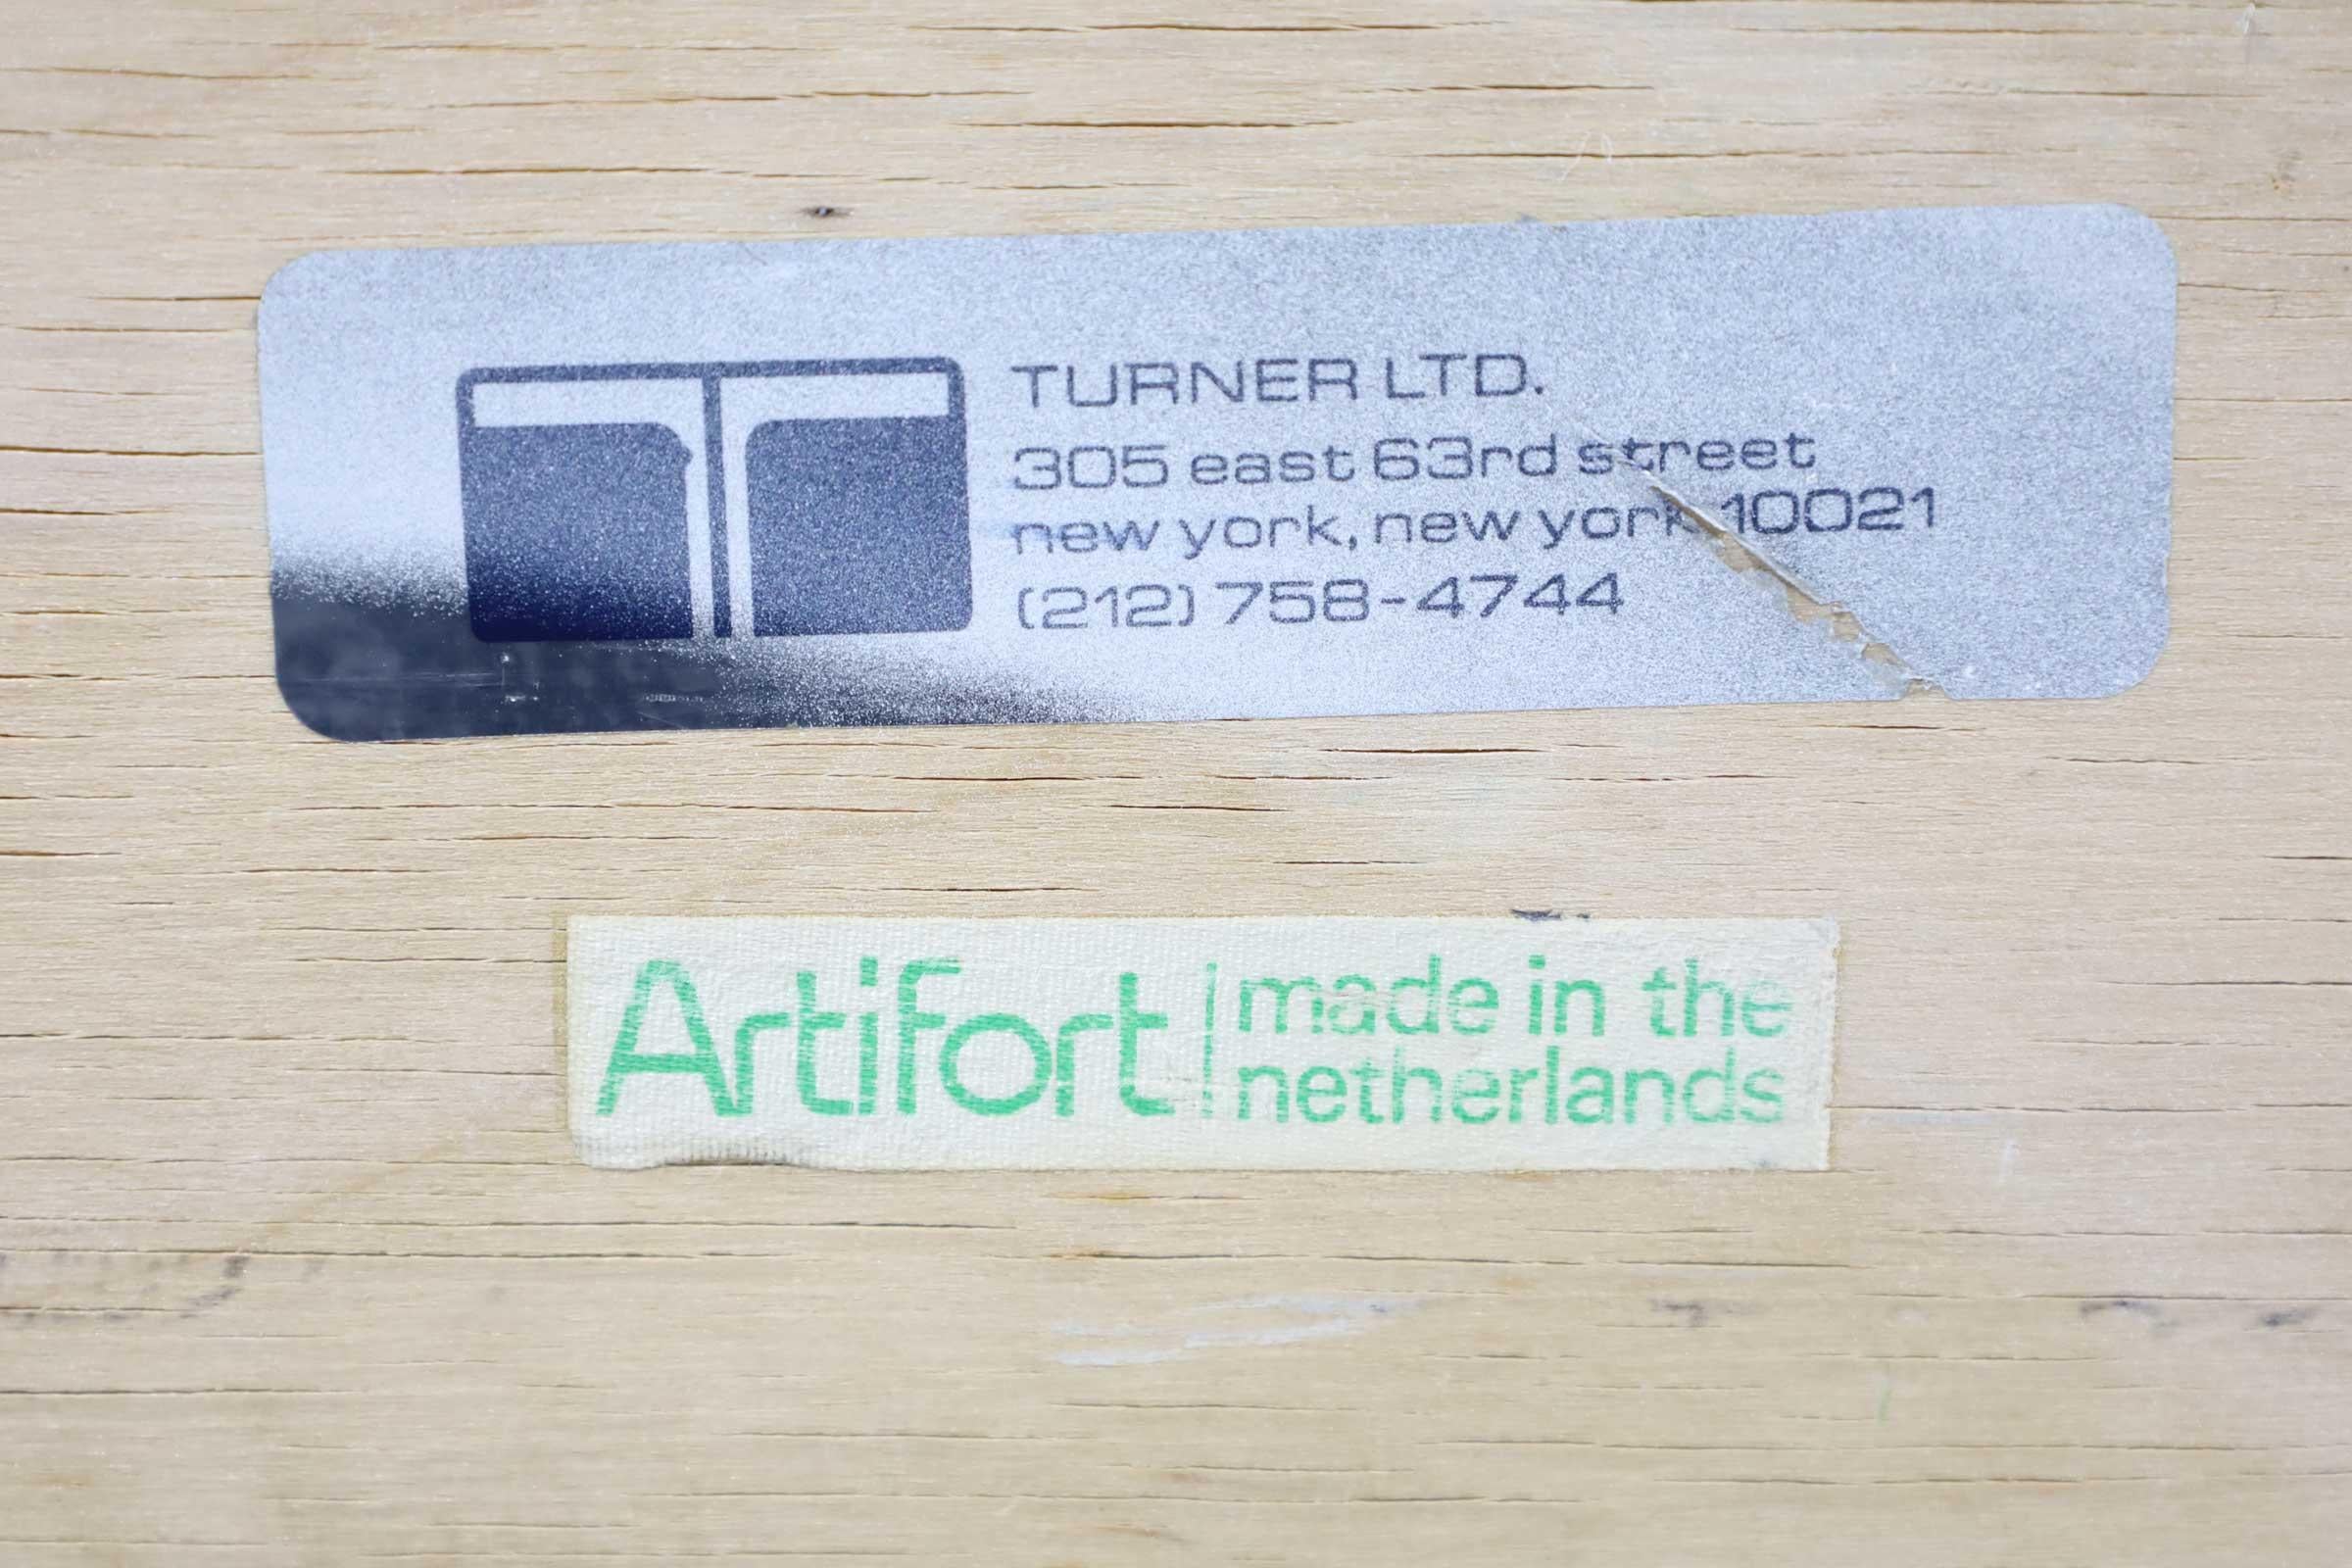 TURNER LTD.
305 east 63rd street
new york, new york 10021
(212) 758-4744
Artifort
made in the
netherlands